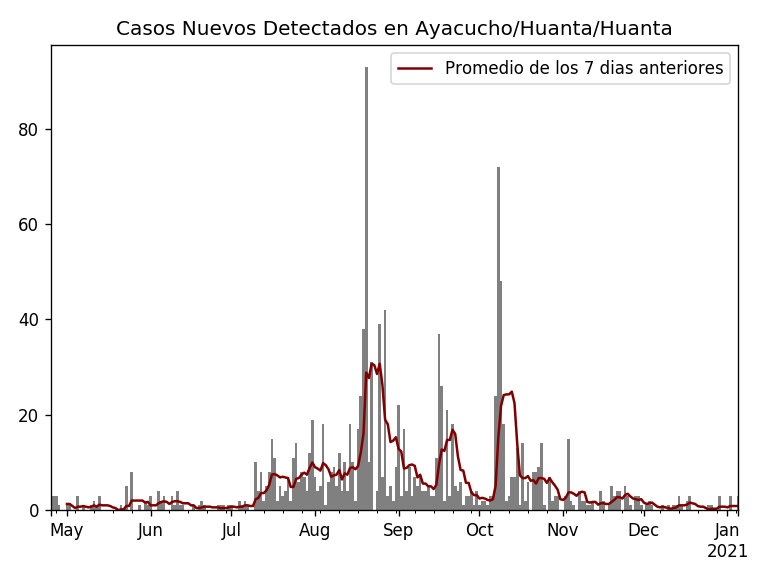 Casos Nuevos Detectados en Ayacucho/Huanta/Huanta
Promedio de los 7 dias anteriores
80
60
40
20
0
May Jun Jul Aug Sep Oct Nov Dec Jan
2021